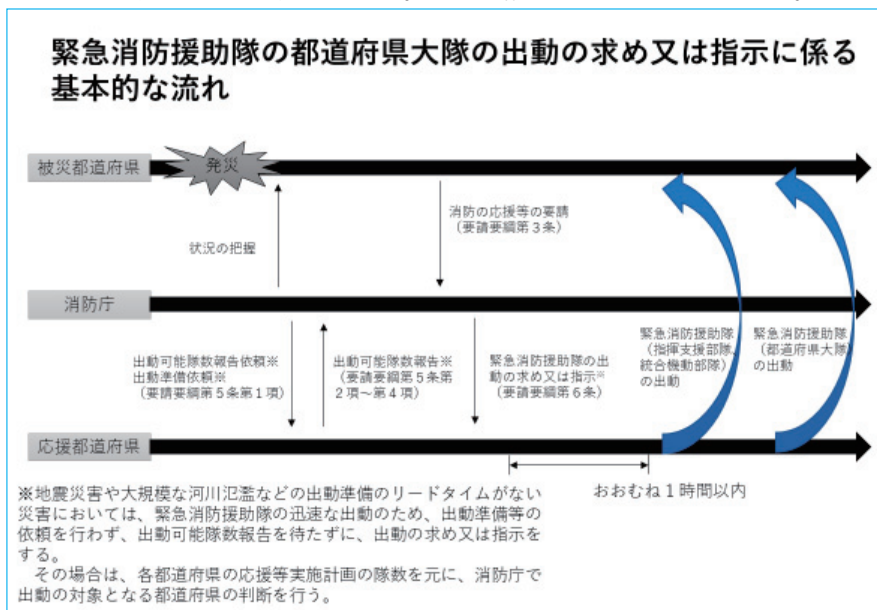 緊急消防援助隊の都道府県大隊の出動の求め又は指示に係る
基本的な流れ
被災都道府県
発災
消防の応援等の要請
（要請要綱第３条）
状況の把握
消防庁
出動可能隊数報告依頼※
出動準備依頼※
（要請要綱第５条第１項）
出動可能隊数報告※
（要請要綱第５条第
２項～第４項）
緊急消防援助隊の出
動の求め又は指示※
（要請要綱第６条）
緊急消防援助隊
（指揮支援部隊、
統合機動部隊）
の出動
緊急消防援助隊
（都道府県大隊）
の出動
応援都道府県
おおむね１時間以内
※地震災害や大規模な河川氾濫などの出動準備のリードタイムがない
災害においては、緊急消防援助隊の迅速な出動のため、出動準備等の
依頼を行わず、出動可能隊数報告を待たずに、出動の求め又は指示を
する。
　その場合は、各都道府県の応援等実施計画の隊数を元に、消防庁で
出動の対象となる都道府県の判断を行う。